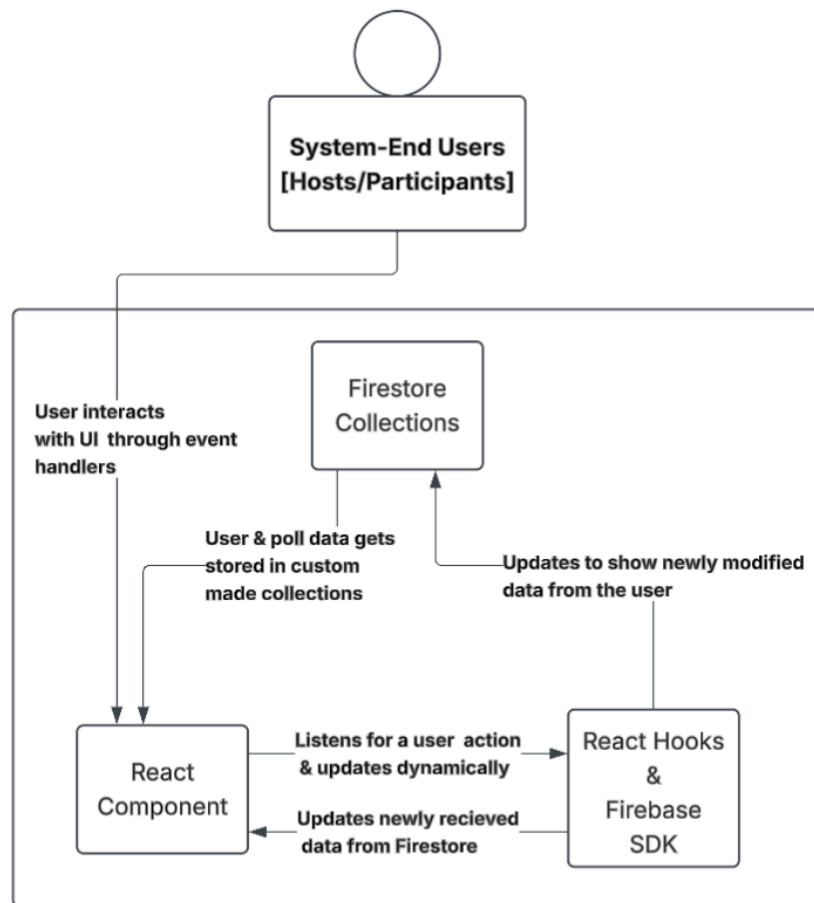 System-End Users
[Hosts/Participants]
Firestore
Collections
User interacts
with UI through event
handlers
User & poll data gets
stored in custom
made collections
Updates to show newly modified
data from the user
React
Component
Listens for a user action
& updates dynamically
Updates newly recieved
data from Firestore
React Hooks
&
Firebase
SDK